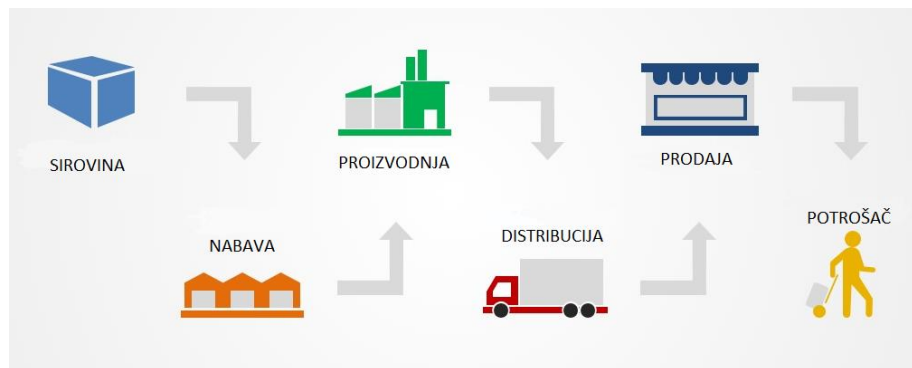 SIROVINA
NABAVA
PROIZVODNJA
DISTRIBUCIJA
PRODAJA
POTROŠAČ